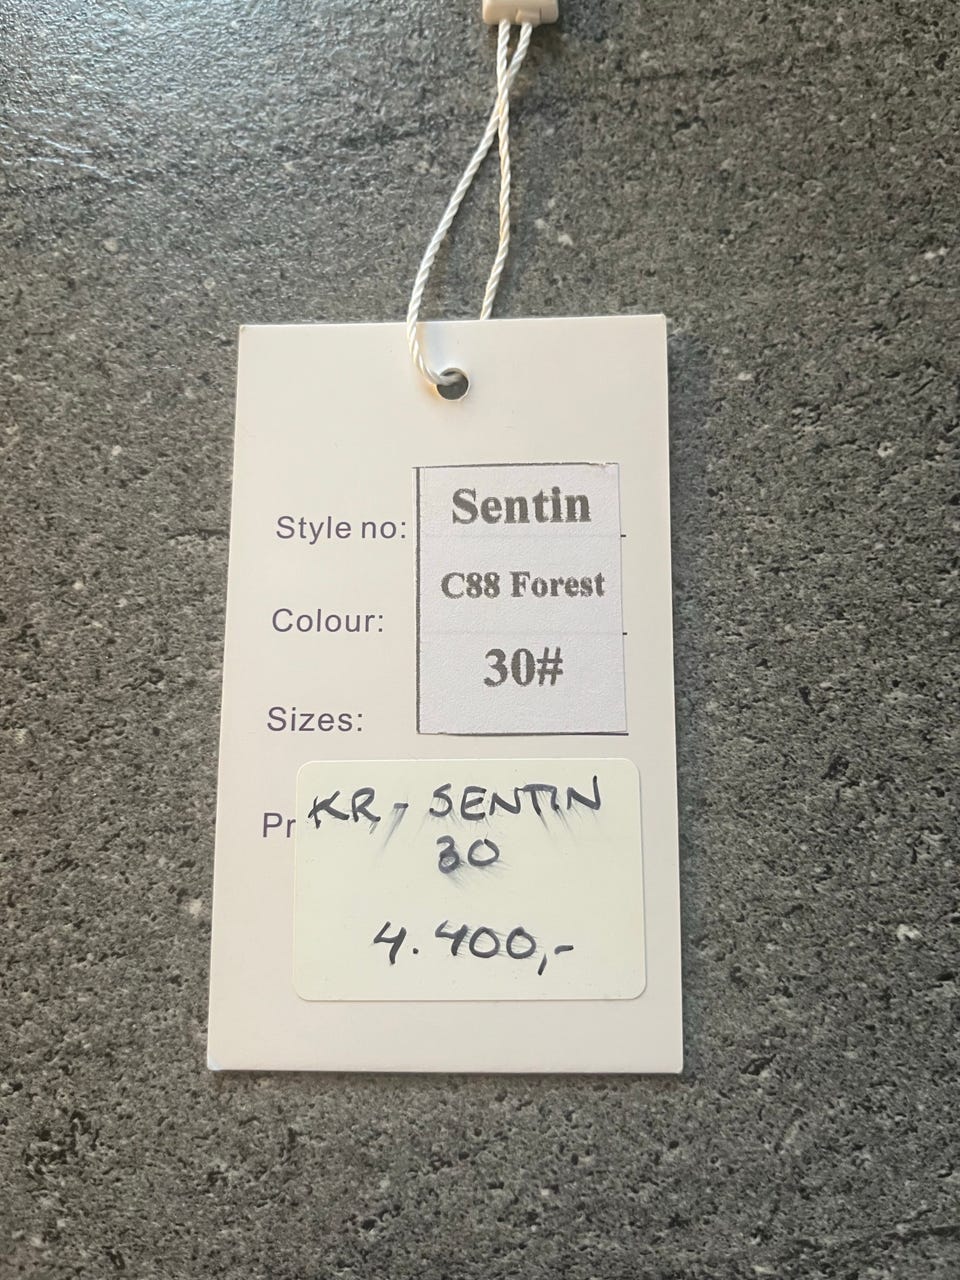 Style no: Sentin
Colour: C88 Forest
Sizes: 30#
Pr
KR-SENTIN
30
4.400,-